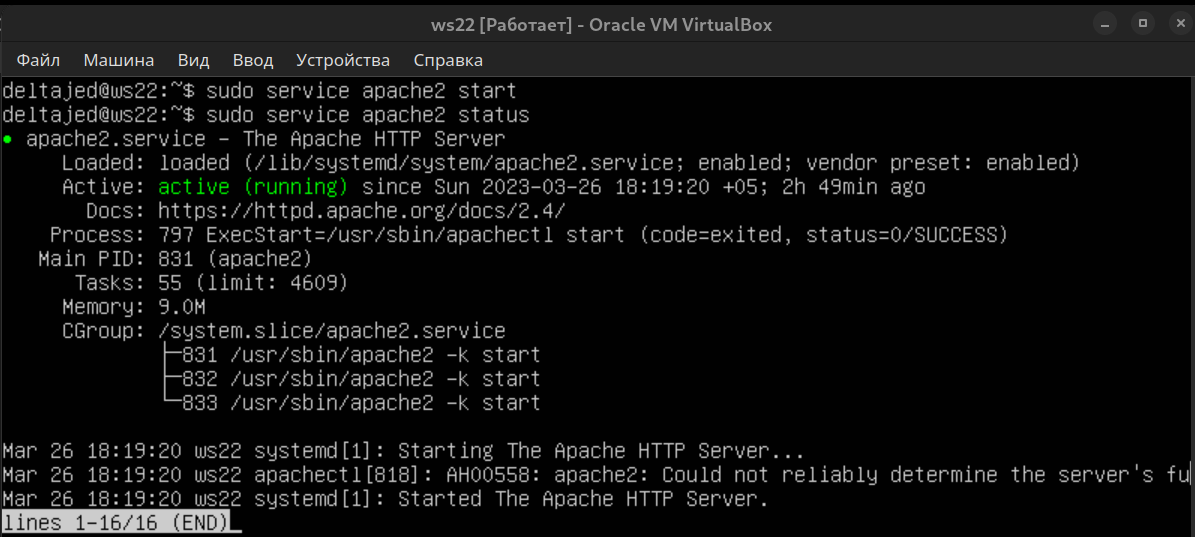 ws22 [Работает] - Oracle VM VirtualBox
Файл Машина Вид Ввод Устройства Справка
deltajed@ws22:~$ sudo service apache2 start
deltajed@ws22:~$ sudo service apache2 status
● apache2.service - The Apache HTTP Server
     Loaded: loaded (/lib/systemd/system/apache2.service; enabled; vendor preset: enabled)
     Active: active (running) since Sun 2023-03-26 18:19:20 +05; 2h 49min ago
       Docs: https://httpd.apache.org/docs/2.4/
    Process: 797 ExecStart=/usr/sbin/apachectl start (code=exited, status=0/SUCCESS)
   Main PID: 831 (apache2)
      Tasks: 55 (limit: 4609)
     Memory: 9.0M
     CGroup: /system.slice/apache2.service
             ├─831 /usr/sbin/apache2 -k start
             ├─832 /usr/sbin/apache2 -k start
             └─833 /usr/sbin/apache2 -k start
Mar 26 18:19:20 ws22 systemd[1]: Starting The Apache HTTP Server...
Mar 26 18:19:20 ws22 apachectl[818]: AH00558: apache2: Could not reliably determine the server's fu
Mar 26 18:19:20 ws22 systemd[1]: Started The Apache HTTP Server.
lines 1-16/16 (END)